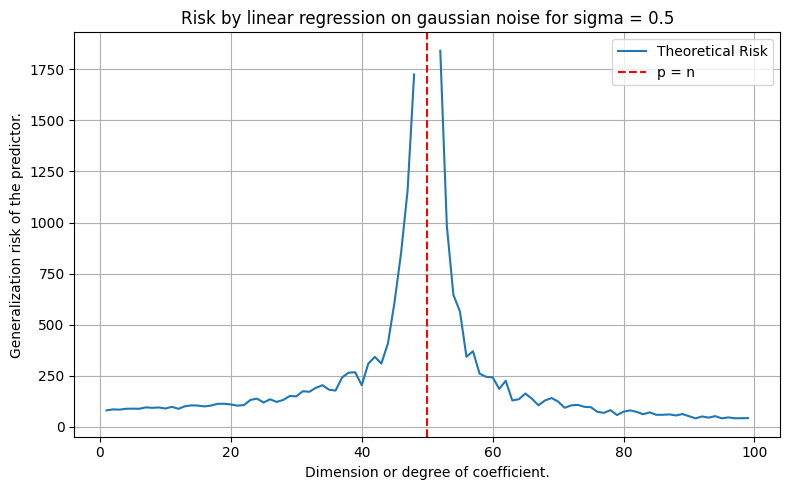 Risk by linear regression on gaussian noise for sigma = 0.5
Theoretical Risk
p = n
Generalization risk of the predictor.
1750
1500
1250
1000
750
500
250
0
0 20 40 60 80 100
Dimension or degree of coefficient.